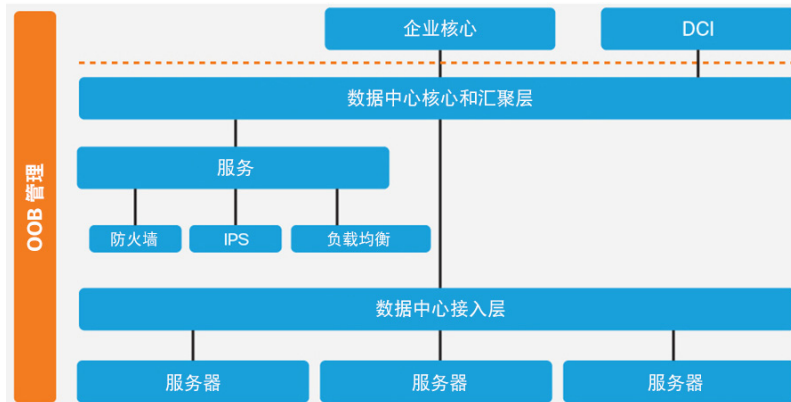 企业核心
DCI
数据中心核心和汇聚层
服务
防火墙
IPS
负载均衡
数据中心接入层
服务器
服务器
服务器
OOB 管理